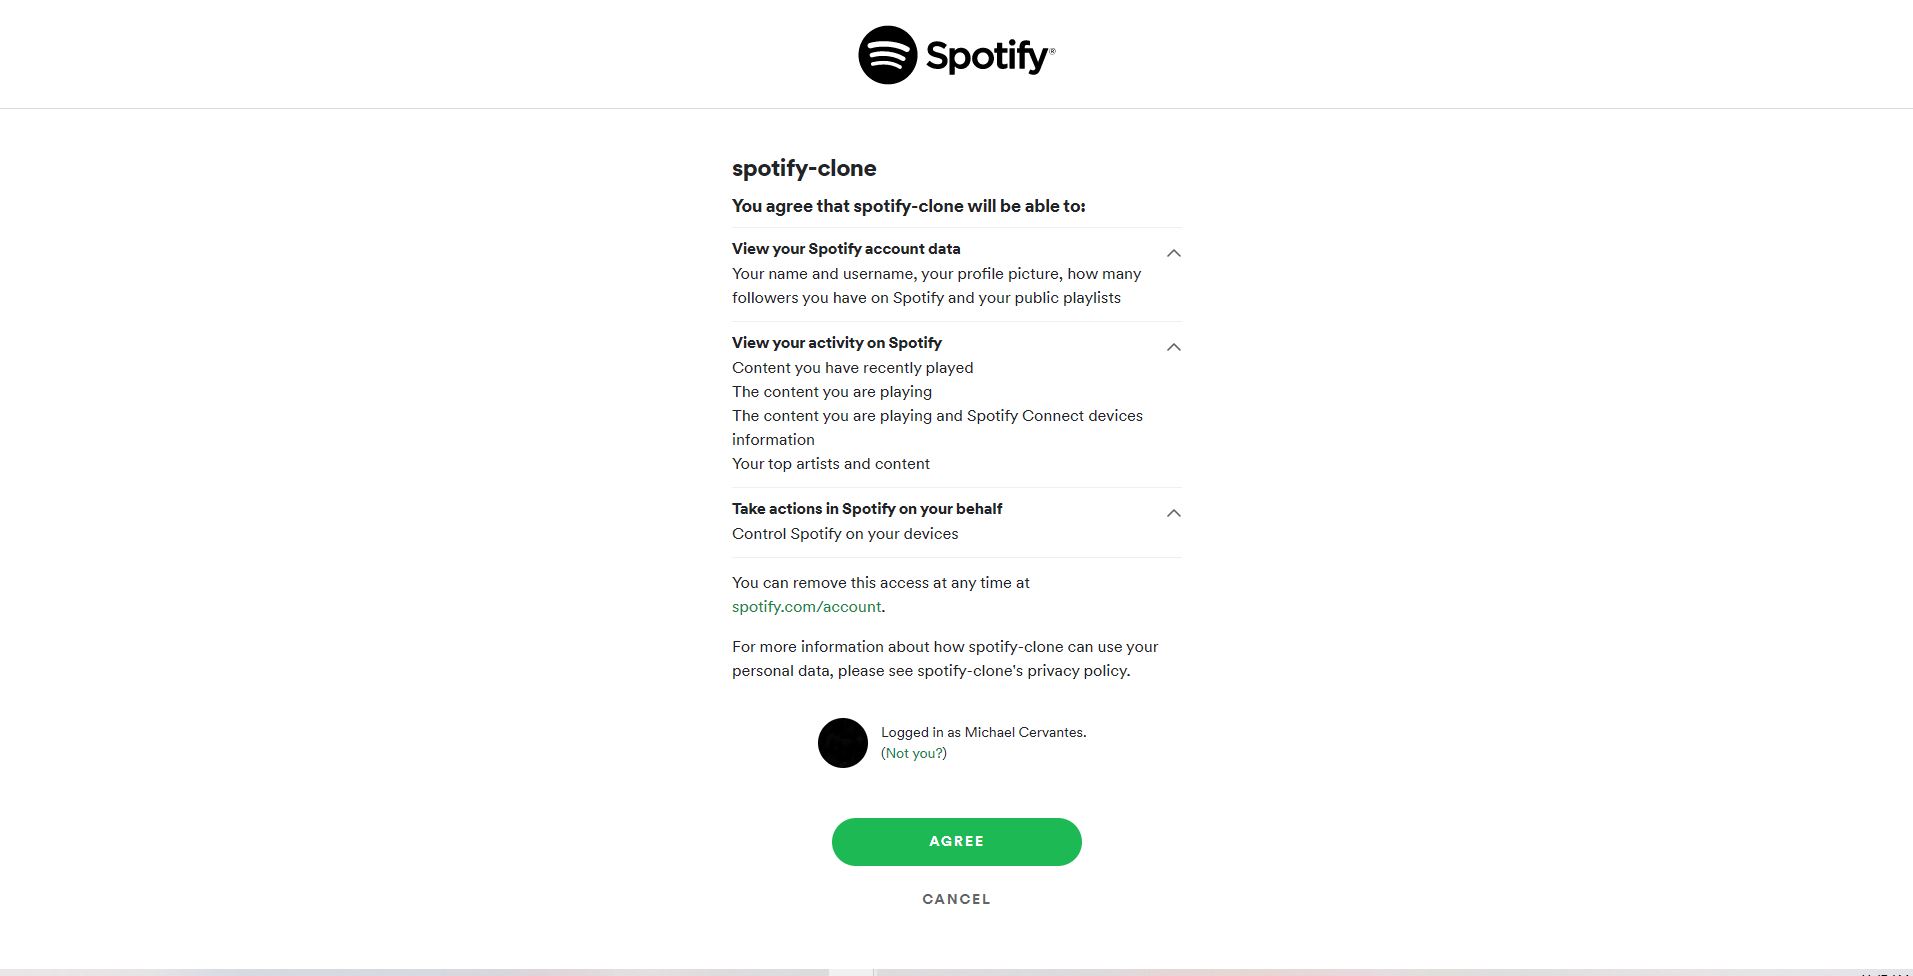 Spotify®
spotify-clone
You agree that spotify-clone will be able to:
View your Spotify account data
Your name and username, your profile picture, how many
followers you have on Spotify and your public playlists
View your activity on Spotify
Content you have recently played
The content you are playing
The content you are playing and Spotify Connect devices
information
Your top artists and content
Take actions in Spotify on your behalf
Control Spotify on your devices
You can remove this access at any time at
spotify.com/account.
For more information about how spotify-clone can use your
personal data, please see spotify-clone's privacy policy.
Logged in as Michael Cervantes.
(Not you?)
AGREE
CANCEL